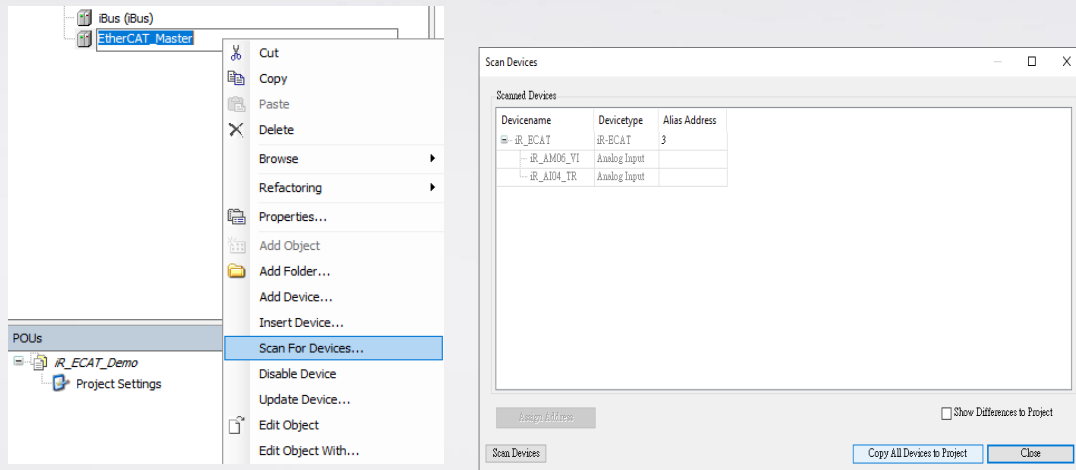 iBus (iBus)
EtherCAT_Master
Cut
Copy
Paste
Delete
Browse
Refactoring
Properties...
Add Object
Add Folder...
Add Device...
Insert Device...
Scan For Devices...
Disable Device
Update Device...
Edit Object
Edit Object With...
POUs
iR_ECAT_Demo
Project Settings
Scan Devices
Scanned Devices
Devicename Devicetype Alias Address
iR_ECAT iR-ECAT 3
iR_AM06_VI Analog Input
iR_AI04_TR Analog Input
Assign Address
Show Differences to Project
Scan Devices
Copy All Devices to Project
Close